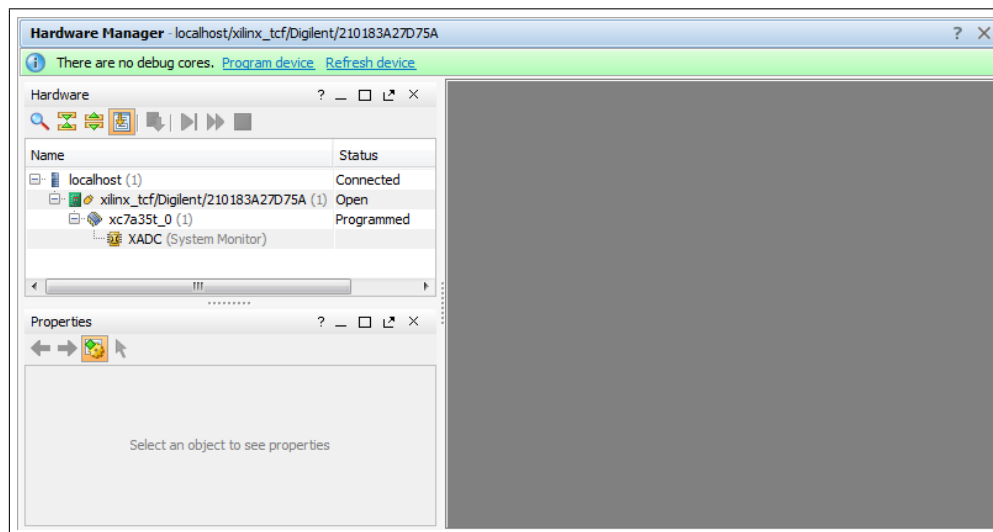 Hardware Manager - localhost/xilinx_tcf/Digilent/210183A27D75A
There are no debug cores. Program device Refresh device
Hardware
Name Status
localhost (1) Connected
xilinx_tcf/Digilent/210183A27D75A (1) Open
xc7a35t_0 (1) Programmed
XADC (System Monitor)
Properties
Select an object to see properties